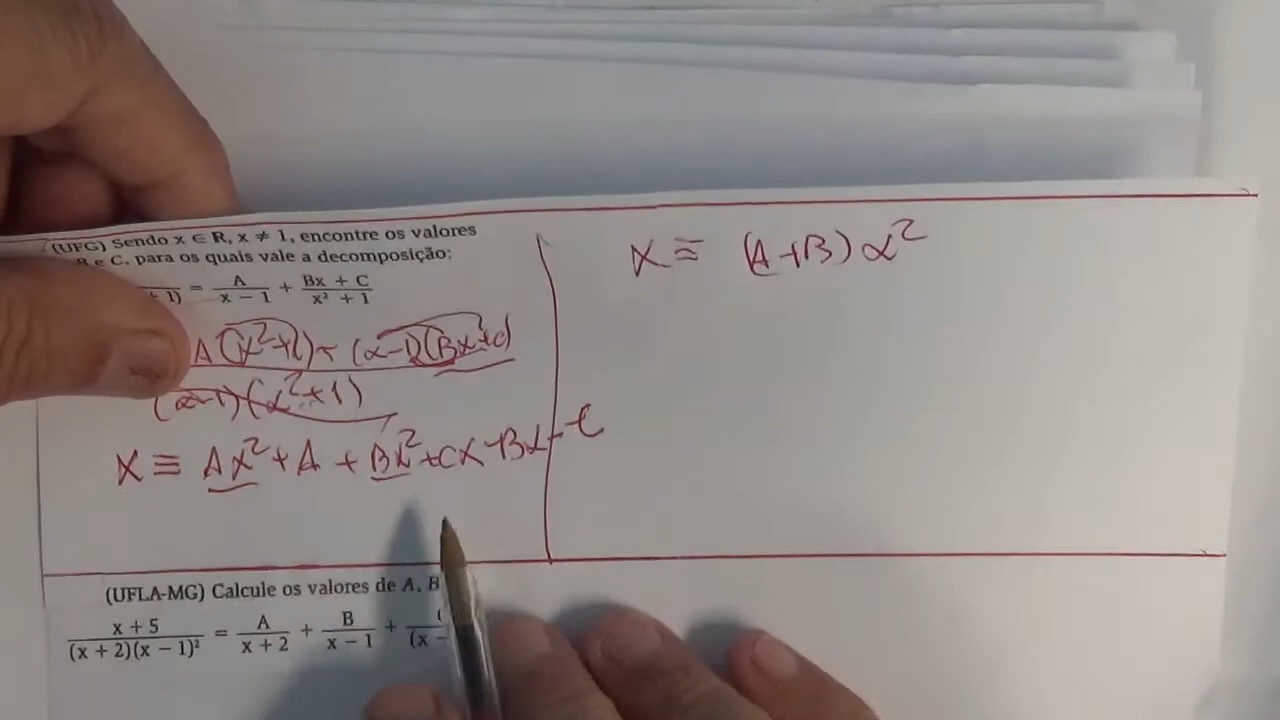 (UFG) Sendo x ∈ R, x ≠ 1, encontre os valores
B e C, para os quais vale a decomposição:
1) = A/(x − 1) + (Bx + C)/(x² + 1)
A(x²+1)+(x-1)(Bx+c)
(x-1)(x²+1)
X ≡ Ax²+A+Bx²+Cx-Bx-C
X ≡ (A+B)x²
(UFLA-MG) Calcule os valores de A, B
(x + 5)/((x + 2)(x − 1)²) = A/(x + 2) + B/(x − 1) + (x −